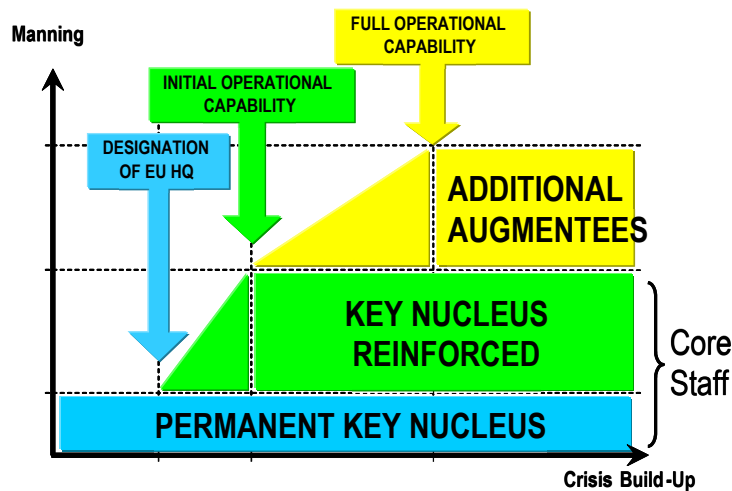 Manning
FULL OPERATIONAL
CAPABILITY
INITIAL OPERATIONAL
CAPABILITY
DESIGNATION
OF EU HQ
ADDITIONAL
AUGMENTEES
KEY NUCLEUS
REINFORCED
Core
Staff
PERMANENT KEY NUCLEUS
Crisis Build-Up